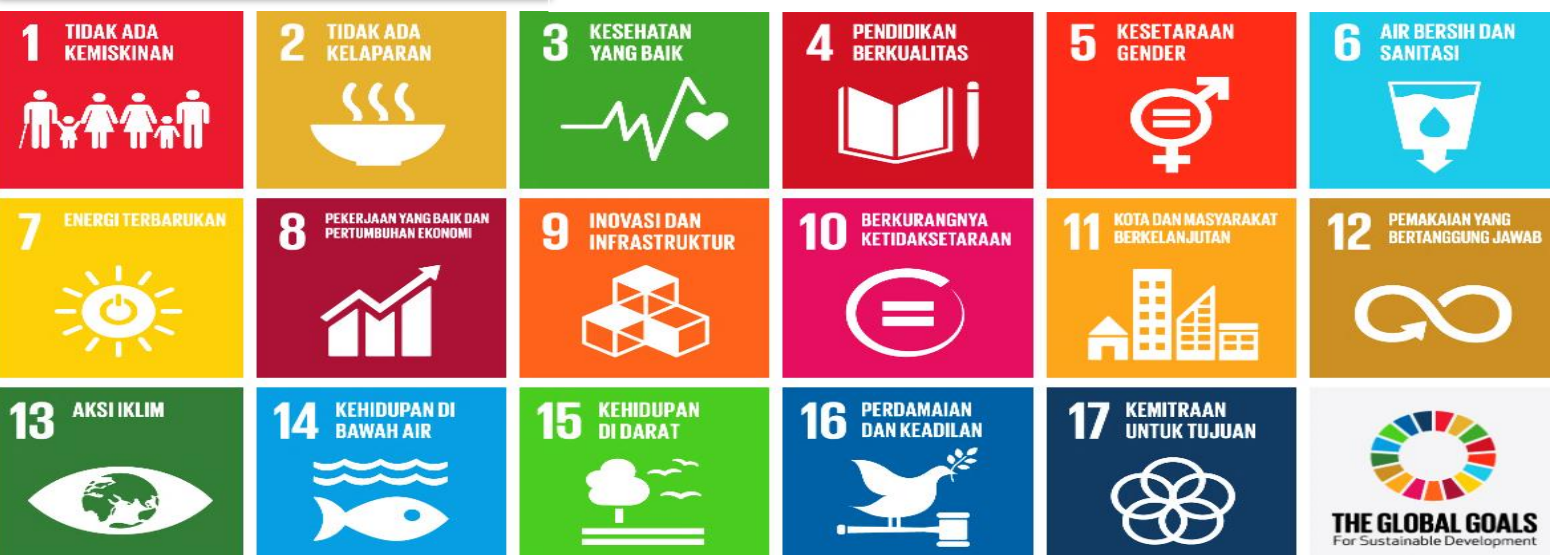 1 TIDAK ADA
KEMISKINAN
2 TIDAK ADA
KELAPARAN
3 KESEHATAN
YANG BAIK
4 PENDIDIKAN
BERKUALITAS
5 KESETARAAN
GENDER
6 AIR BERSIH DAN
SANITASI
7 ENERGI TERBARUKAN
8 PEKERJAAN YANG BAIK DAN
PERTUMBUHAN EKONOMI
9 INOVASI DAN
INFRASTRUKTUR
10 BERKURANGNYA
KETIDAKSETARAAN
11 KOTA DAN MASYARAKAT
BERKELANJUTAN
12 PEMAKAIAN YANG
BERTANGGUNG JAWAB
13 AKSI IKLIM
14 KEHIDUPAN DI
BAWAH AIR
15 KEHIDUPAN
DI DARAT
16 PERDAMAIAN
DAN KEADILAN
17 KEMITRAAN
UNTUK TUJUAN
THE GLOBAL GOALS
For Sustainable Development